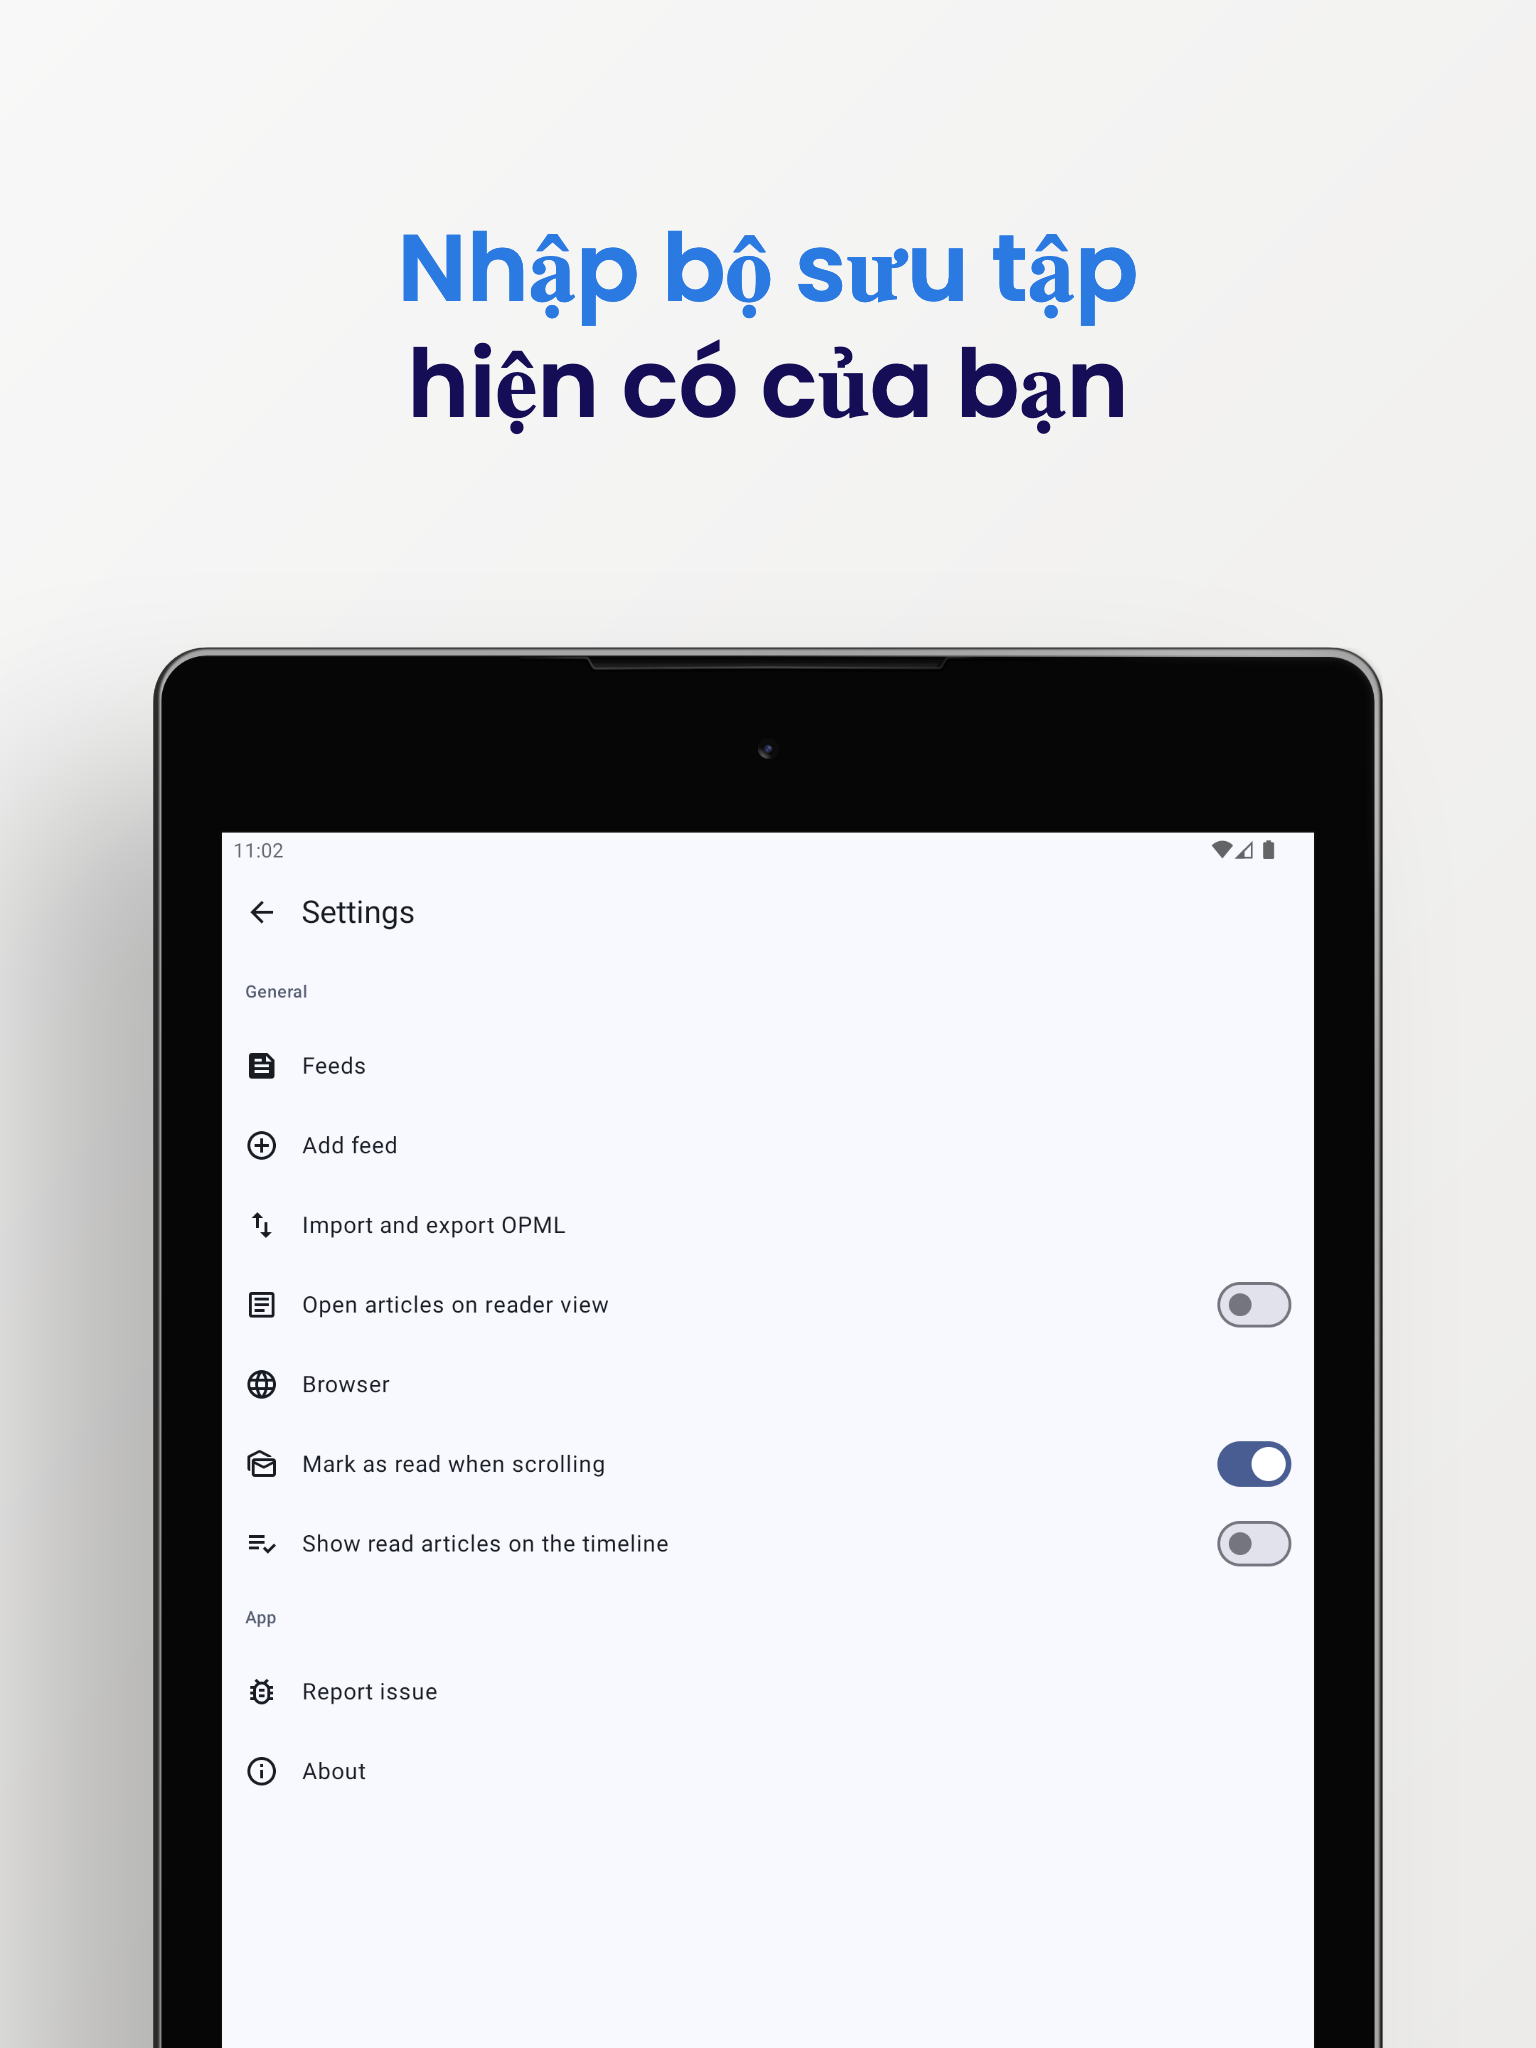 Nhập bộ sưu tập
hiện có của bạn
11:02
Settings
General
Feeds
Add feed
Import and export OPML
Open articles on reader view
Browser
Mark as read when scrolling
Show read articles on the timeline
App
Report issue
About